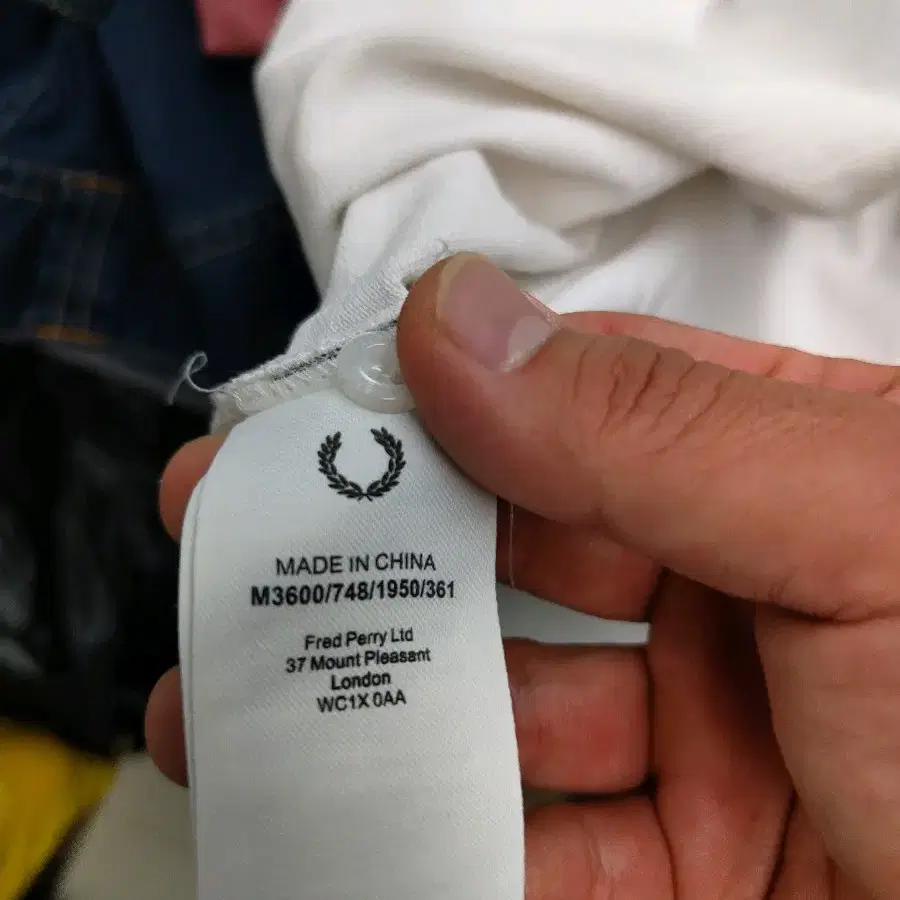 MADE IN CHINA
M3600/748/1950/361
Fred Perry Ltd
37 Mount Pleasant
London
WC1X 0AA